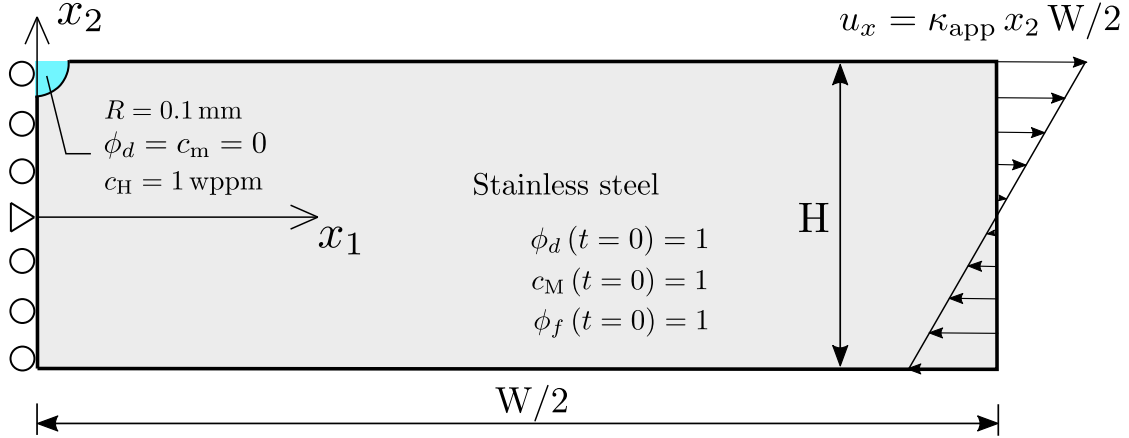 x₂
uₓ = κ_app x₂ W/2
R = 0.1 mm
ϕ_d = c_m = 0
c_H = 1 wppm
Stainless steel
H
x₁
ϕ_d (t = 0) = 1
c_M (t = 0) = 1
ϕ_f (t = 0) = 1
W/2